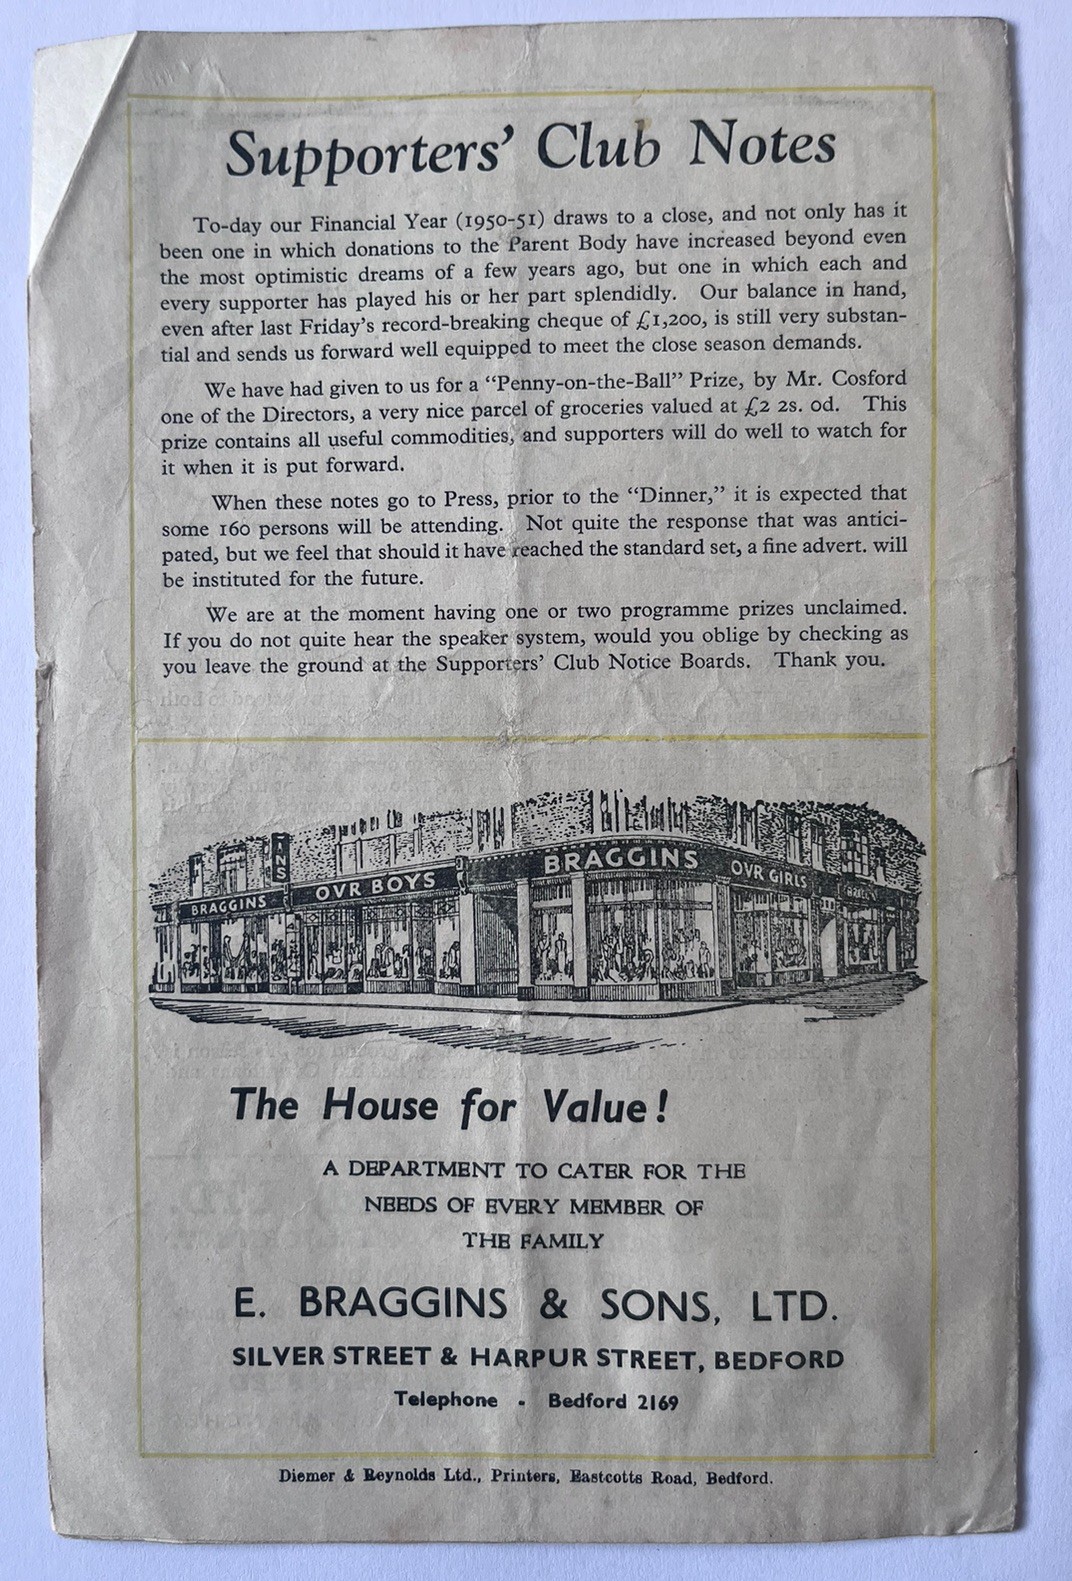 Supporters' Club Notes
To-day our Financial Year (1950-51) draws to a close, and not only has it
been one in which donations to the Parent Body have increased beyond even
the most optimistic dreams of a few years ago, but one in which each and
every supporter has played his or her part splendidly. Our balance in hand,
even after last Friday's record-breaking cheque of £1,200, is still very substan-
tial and sends us forward well equipped to meet the close season demands.
We have had given to us for a "Penny-on-the-Ball" Prize, by Mr. Cosford
one of the Directors, a very nice parcel of groceries valued at £2 2s. od. This
prize contains all useful commodities, and supporters will do well to watch for
it when it is put forward.
When these notes go to Press, prior to the "Dinner," it is expected that
some 160 persons will be attending. Not quite the response that was antici-
pated, but we feel that should it have reached the standard set, a fine advert. will
be instituted for the future.
We are at the moment having one or two programme prizes unclaimed.
If you do not quite hear the speaker system, would you oblige by checking as
you leave the ground at the Supporters' Club Notice Boards. Thank you.
INS
BRAGGINS
OVR BOYS
BRAGGINS
OVR GIRLS
The House for Value!
A DEPARTMENT TO CATER FOR THE
NEEDS OF EVERY MEMBER OF
THE FAMILY
E. BRAGGINS & SONS, LTD.
SILVER STREET & HARPUR STREET, BEDFORD
Telephone - Bedford 2169
Diemer & Reynolds Ltd., Printers, Eastcotts Road, Bedford.